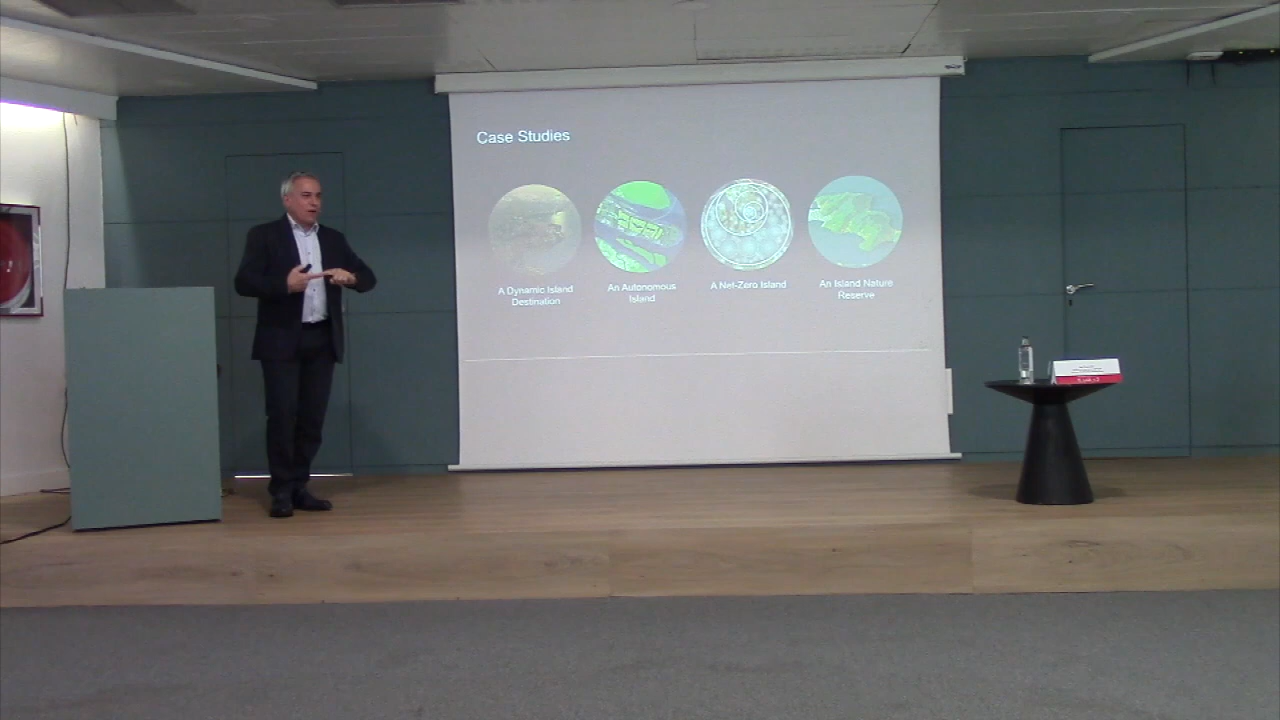 Case Studies
A Dynamic Island
Destination
An Autonomous
Island
A Net-Zero Island
An Island Nature
Reserve